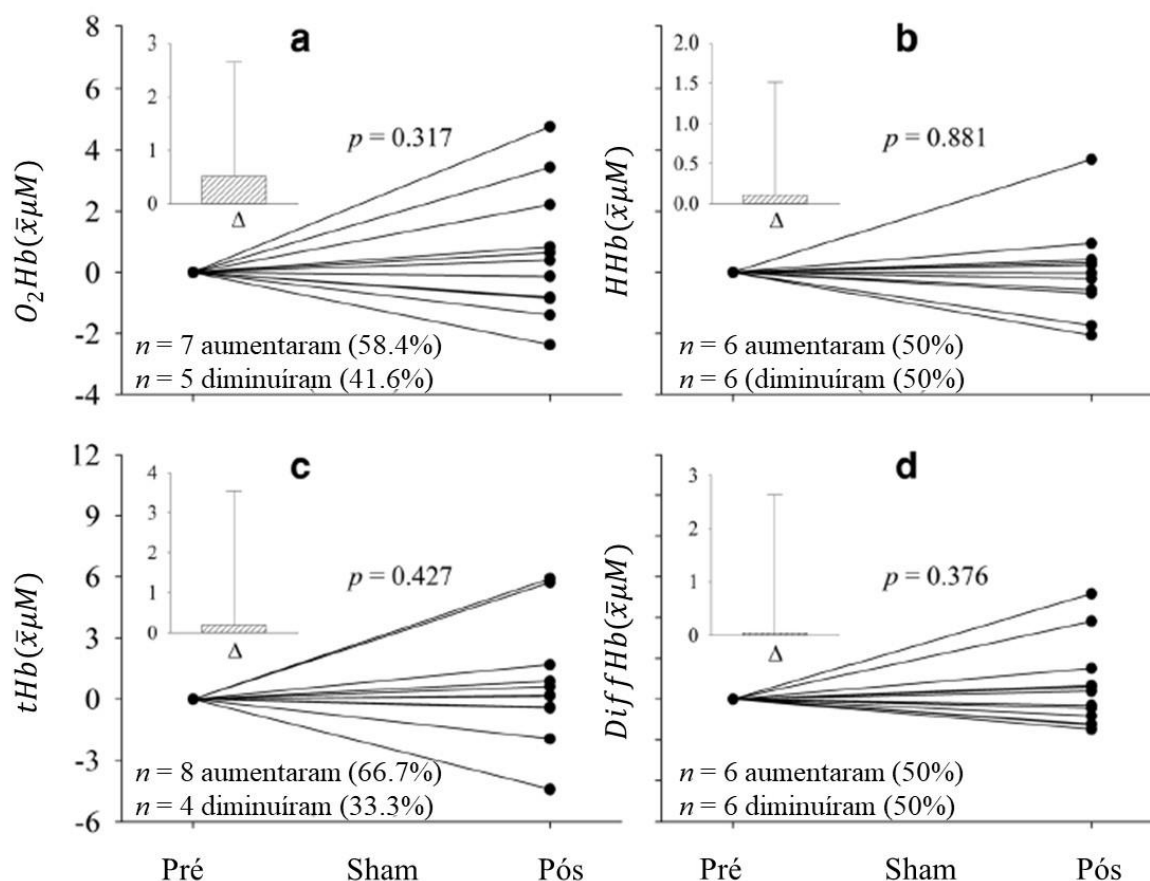 a
O₂Hb(x̄μM)
8
6
4
2
0
-2
-4
3
2
1
0
Δ
p = 0.317
n = 7 aumentaram (58.4%)
n = 5 diminuíram (41.6%)
b
HHb(x̄μM)
2.0
1.5
1.0
0.5
0.0
Δ
p = 0.881
n = 6 aumentaram (50%)
n = 6 (diminuíram (50%)
c
tHb(x̄μM)
12
9
6
3
0
-3
-6
4
3
2
1
0
Δ
p = 0.427
n = 8 aumentaram (66.7%)
n = 4 diminuíram (33.3%)
d
DiffHb(x̄μM)
3
2
1
0
Δ
p = 0.376
n = 6 aumentaram (50%)
n = 6 diminuíram (50%)
Pré Sham Pós Pré Sham Pós